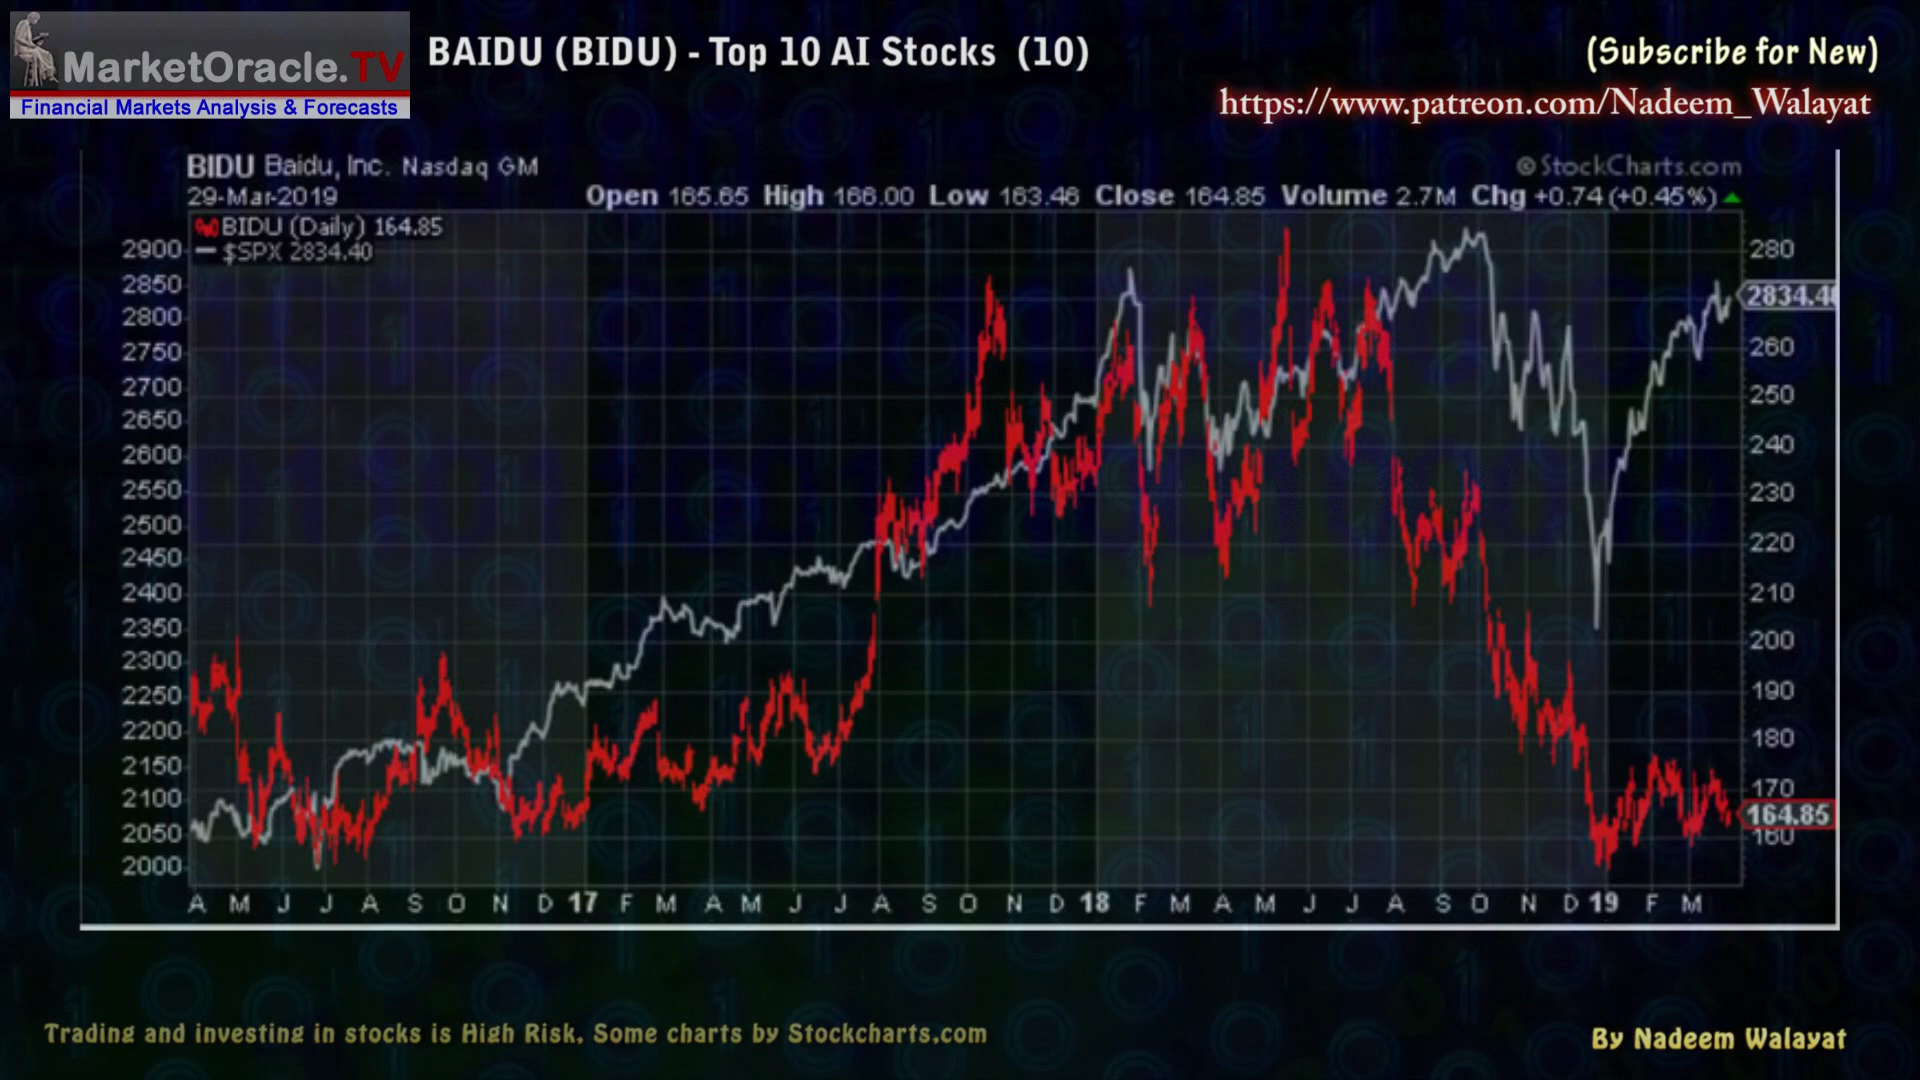 MarketOracle.TV
Financial Markets Analysis & Forecasts
BAIDU (BIDU) - Top 10 AI Stocks (10)
(Subscribe for New)
https://www.patreon.com/Nadeem_Walayat
BIDU Baidu, Inc. Nasdaq GM
© StockCharts.com
29-Mar-2019
Open 165.65 High 166.00 Low 163.46 Close 164.85 Volume 2.7M Chg +0.74 (+0.45%)
BIDU (Daily) 164.85
$SPX 2834.40
2900
2850
2800
2750
2700
2650
2600
2550
2500
2450
2400
2350
2300
2250
2200
2150
2100
2050
2000
280
2834.40
260
250
240
230
220
210
200
190
180
170
164.85
160
A M J J A S O N D 17 F M A M J J A S O N D 18 F M A M J J A S O N D 19 F M
Trading and investing in stocks is High Risk, Some charts by Stockcharts.com
By Nadeem Walayat